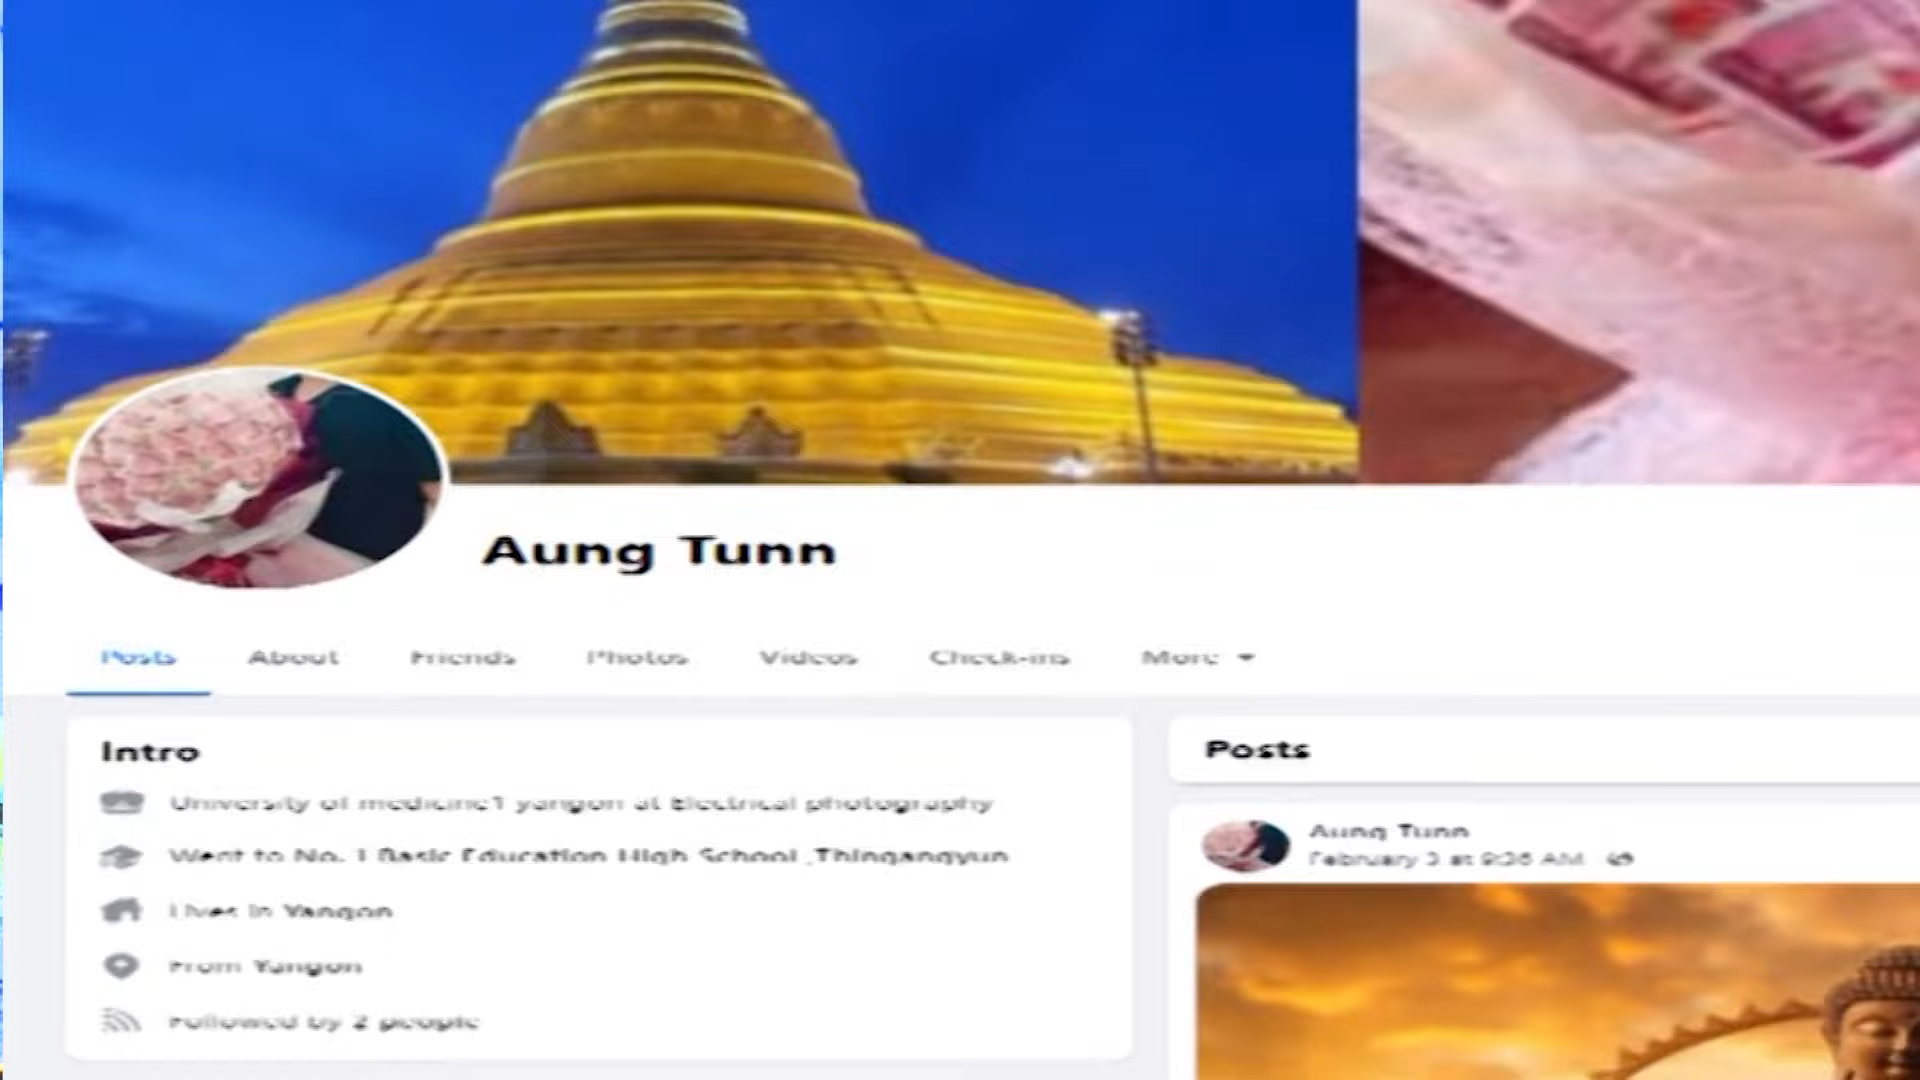 Aung Tunn
Posts
About
Friends
Photos
Videos
Check-ins
More
Intro
University of medicine1 yangon at Electrical photography
Went to No. 1 Basic Education High School ,Thingangyun
Lives in Yangon
From Yangon
Followed by 2 people
Posts
Aung Tunn
February 3 at 9:36 AM